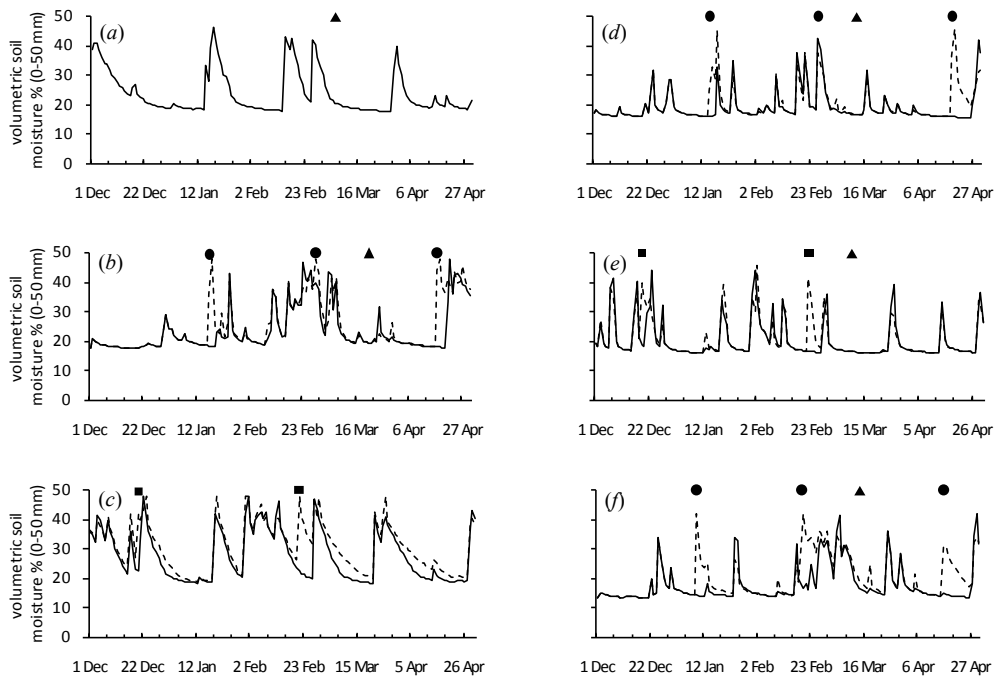 volumetric soil
moisture % (0-50 mm)
50
40
30
20
10
0
(a)
1 Dec 22 Dec 12 Jan 2 Feb 23 Feb 16 Mar 6 Apr 27 Apr
50
40
30
20
10
0
(d)
1 Dec 22 Dec 12 Jan 2 Feb 23 Feb 16 Mar 6 Apr 27 Apr
volumetric soil
moisture % (0-50 mm)
50
40
30
20
10
0
(b)
1 Dec 22 Dec 12 Jan 2 Feb 23 Feb 16 Mar 6 Apr 27 Apr
50
40
30
20
10
0
(e)
1 Dec 22 Dec 12 Jan 2 Feb 23 Feb 15 Mar 5 Apr 26 Apr
volumetric soil
moisture % (0-50 mm)
50
40
30
20
10
0
(c)
1 Dec 22 Dec 12 Jan 2 Feb 23 Feb 15 Mar 5 Apr 26 Apr
50
40
30
20
10
0
(f)
1 Dec 22 Dec 12 Jan 2 Feb 23 Feb 16 Mar 6 Apr 27 Apr